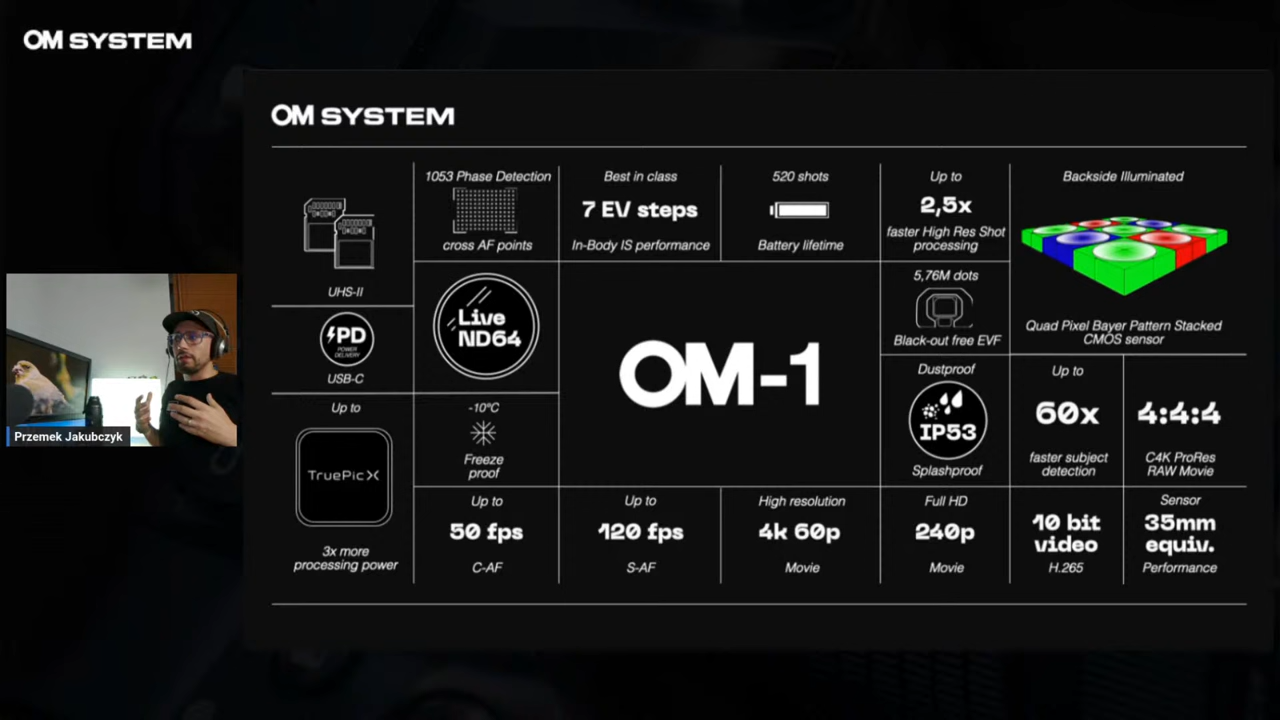 OM SYSTEM
OM SYSTEM
UHS-II
1053 Phase Detection
cross AF points
Best in class
7 EV steps
In-Body IS performance
520 shots
Battery lifetime
Up to
2,5x
faster High Res Shot
processing
Backside Illuminated
Quad Pixel Bayer Pattern Stacked
CMOS sensor
PD
POWER
DELIVERY
USB-C
Live
ND64
5,76M dots
Black-out free EVF
OM-1
Up to
TruePic X
3x more
processing power
-10°C
Freeze
proof
Dustproof
IP53
Splashproof
Up to
60x
faster subject
detection
4:4:4
C4K ProRes
RAW Movie
Up to
50 fps
C-AF
Up to
120 fps
S-AF
High resolution
4k 60p
Movie
Full HD
240p
Movie
10 bit
video
H.265
Sensor
35mm
equiv.
Performance
Przemek Jakubczyk